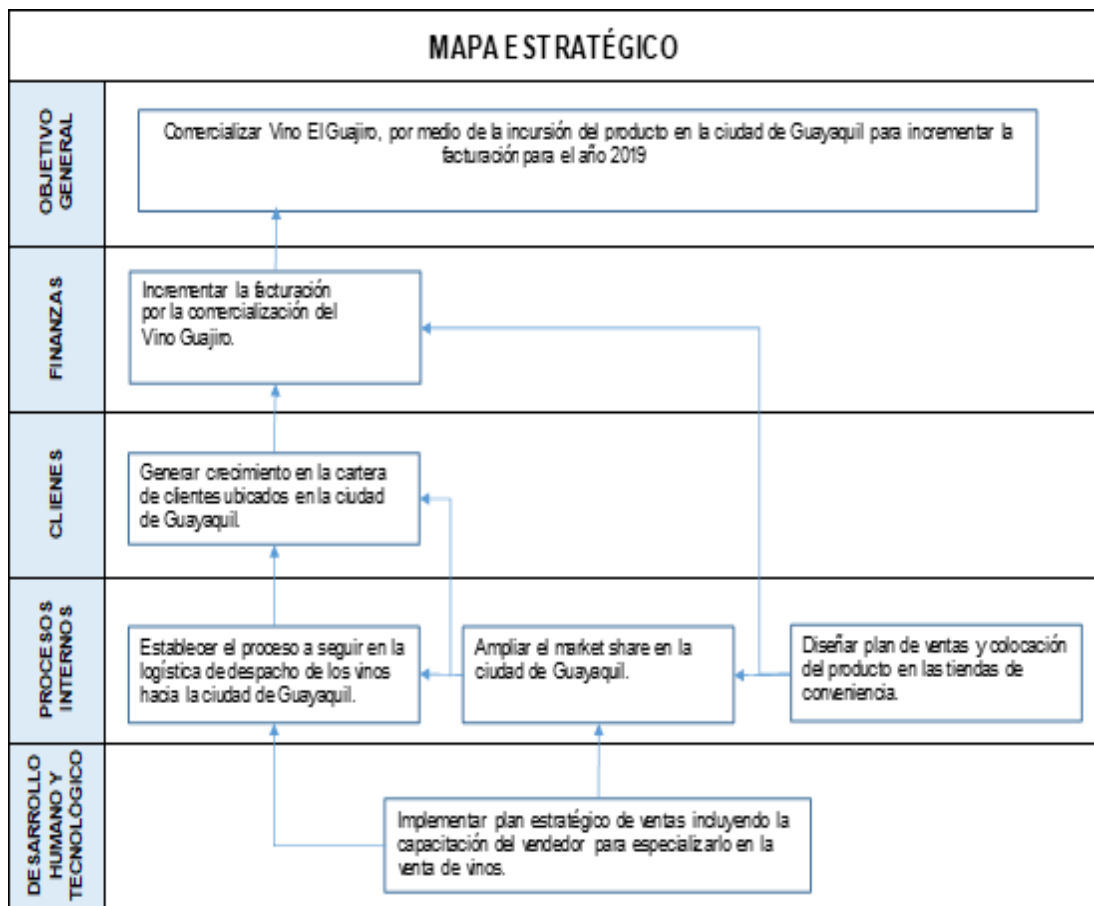 MAPA ESTRATÉGICO
OBJETIVO
GENERAL
Comercializar Vino El Guajiro, por medio de la incursión del producto en la ciudad de Guayaquil para incrementar la
facturación para el año 2019
FINANZAS
Incrementar la facturación
por la comercialización del
Vino Guajiro.
CLIENES
Generar crecimiento en la cartera
de clientes ubicados en la ciudad
de Guayaquil.
PROCESOS
INTERNOS
Establecer el proceso a seguir en la
logística de despacho de los vinos
hacia la ciudad de Guayaquil.
Ampliar el market share en la
ciudad de Guayaquil.
Diseñar plan de ventas y colocación
del producto en las tiendas de
conveniencia.
DESARROLLO
HUMANO Y
TECNOLÓGICO
Implementar plan estratégico de ventas incluyendo la
capacitación del vendedor para especializarlo en la
venta de vinos.